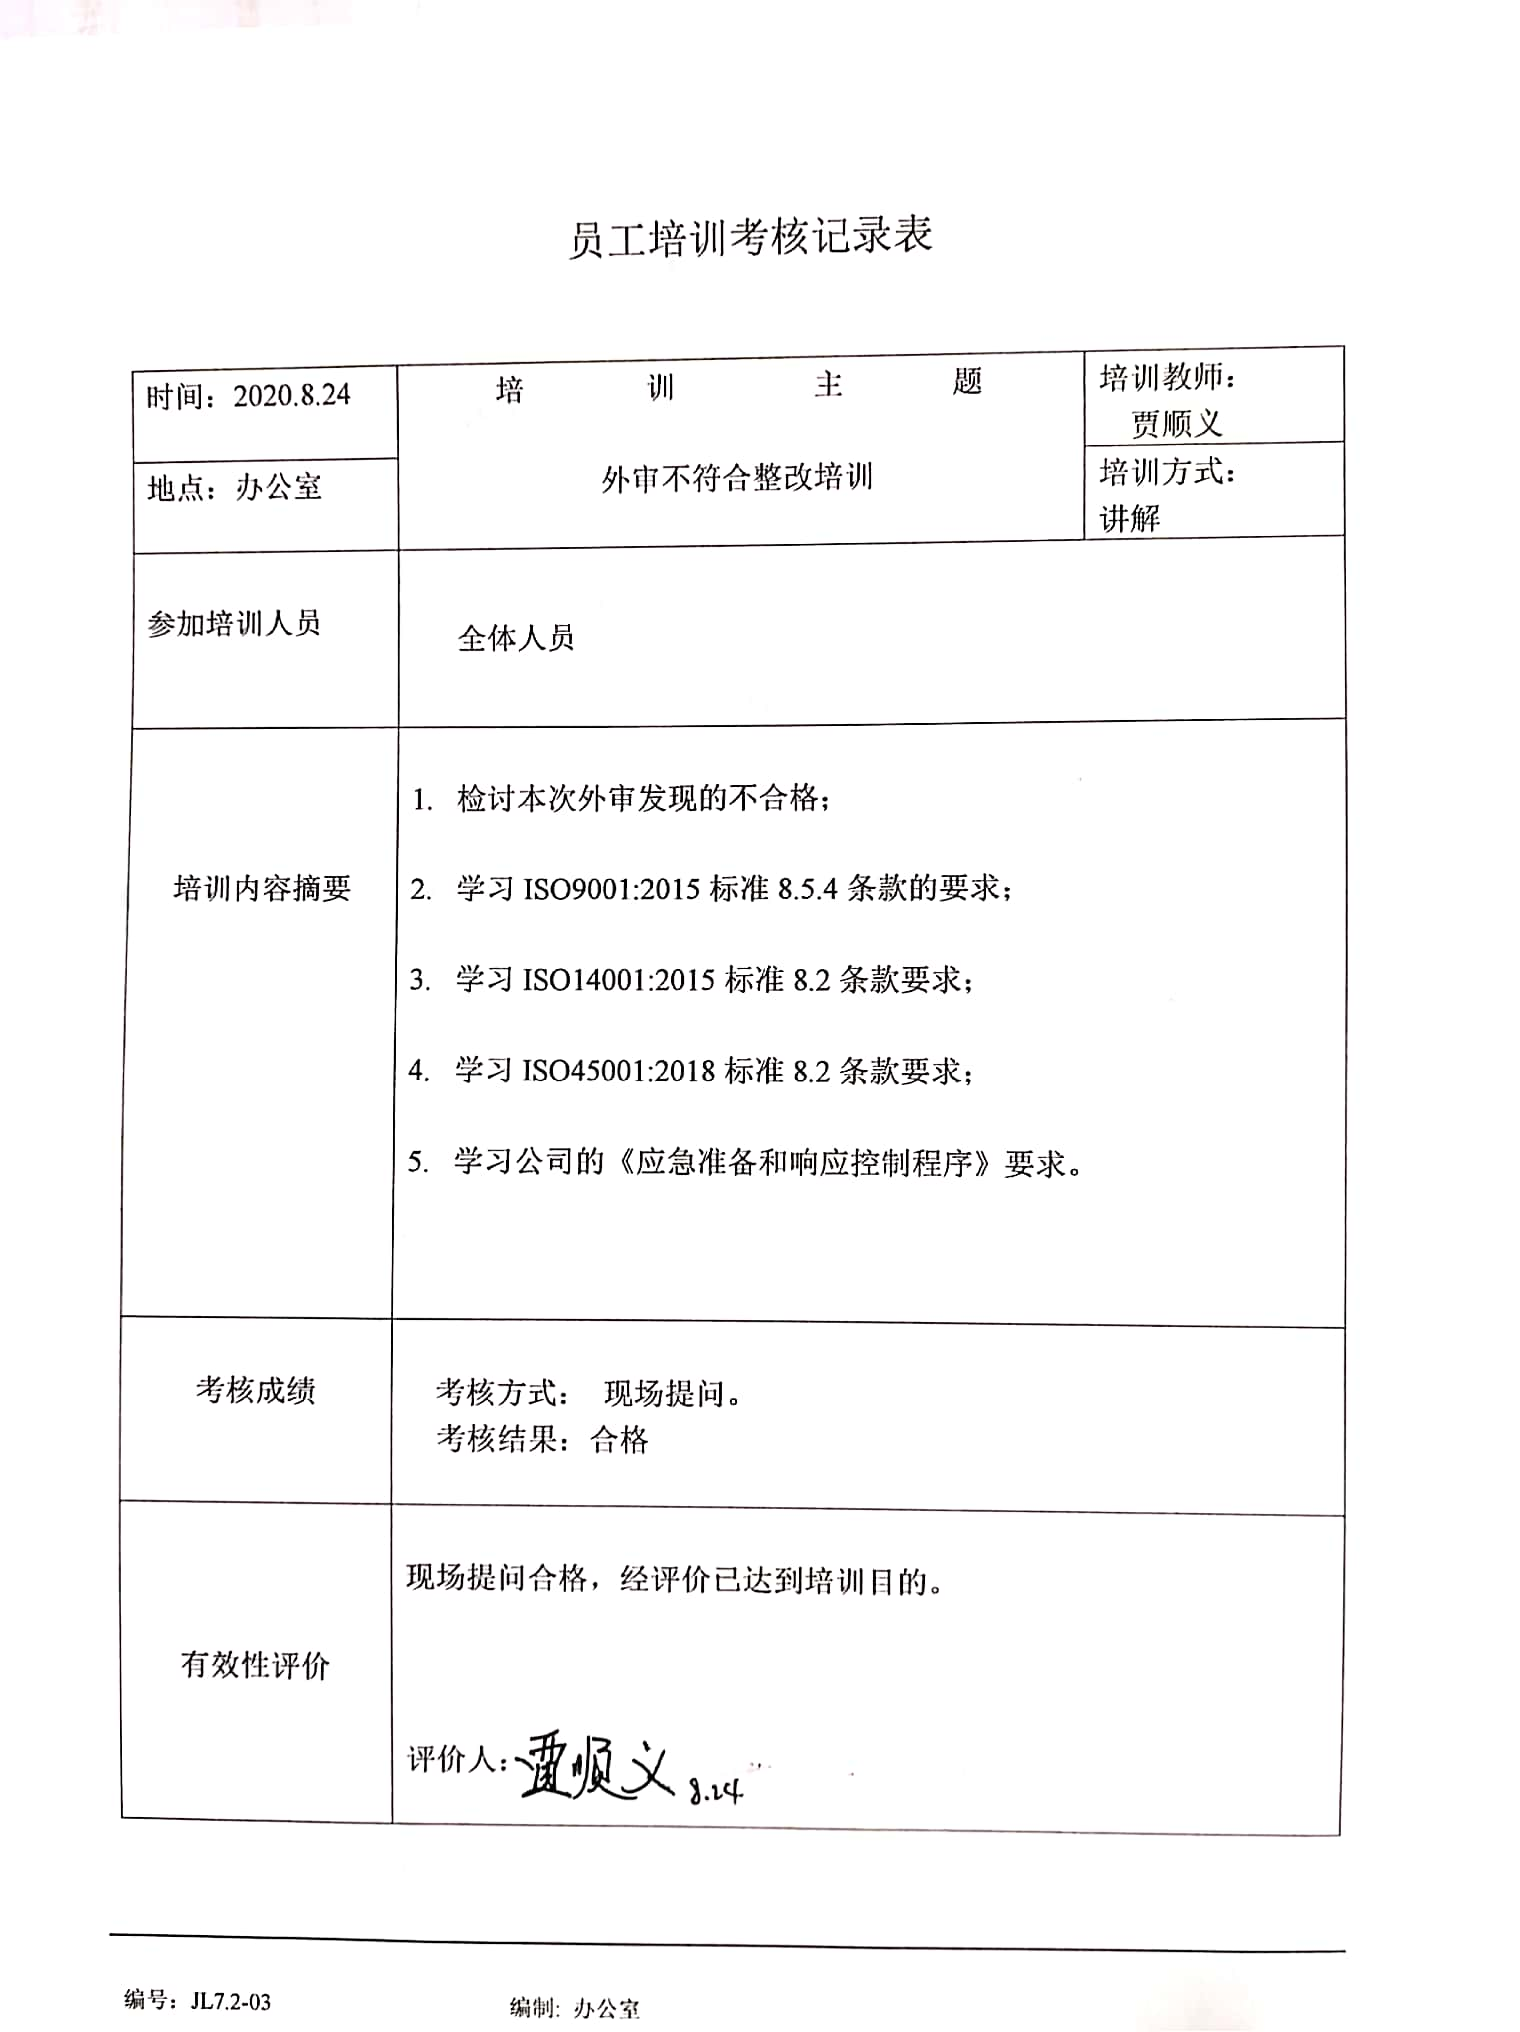 员工培训考核记录表
时间：2020.8.24
培 训 主 题
培训教师：
贾顺义
地点：办公室
外审不符合整改培训
培训方式：
讲解
参加培训人员
全体人员
培训内容摘要
1. 检讨本次外审发现的不合格；
2. 学习 ISO9001:2015 标准 8.5.4 条款的要求；
3. 学习 ISO14001:2015 标准 8.2 条款要求；
4. 学习 ISO45001:2018 标准 8.2 条款要求；
5. 学习公司的《应急准备和响应控制程序》要求。
考核成绩
考核方式： 现场提问。
考核结果：合格
有效性评价
现场提问合格，经评价已达到培训目的。
评价人：贾顺义 8.24
编号：JL7.2-03
编制: 办公室